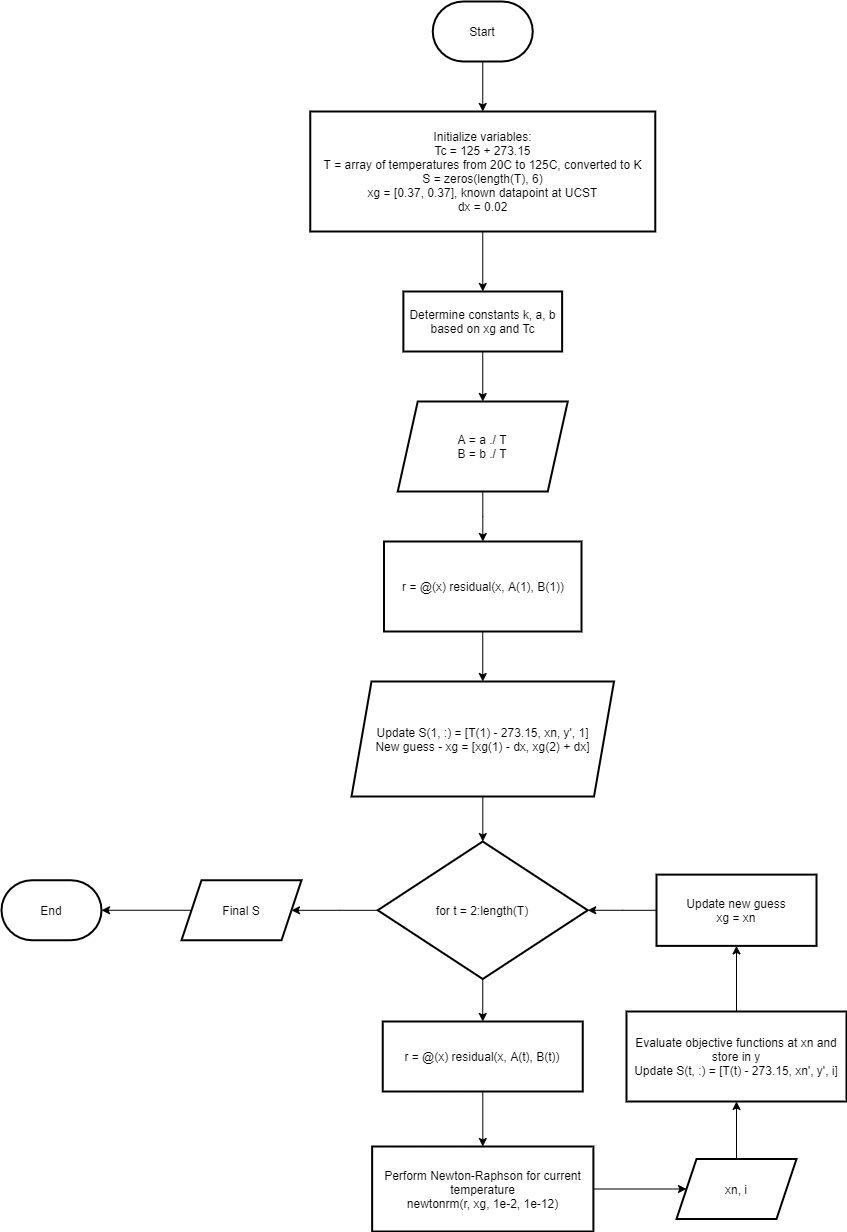 Start
Initialize variables:
Tc = 125 + 273.15
T = array of temperatures from 20C to 125C, converted to K
S = zeros(length(T), 6)
xg = [0.37, 0.37], known datapoint at UCST
dx = 0.02
Determine constants k, a, b
based on xg and Tc
A = a ./ T
B = b ./ T
r = @(x) residual(x, A(1), B(1))
Update S(1, :) = [T(1) - 273.15, xn, y', 1]
New guess - xg = [xg(1) - dx, xg(2) + dx]
for t = 2:length(T)
Final S
End
r = @(x) residual(x, A(t), B(t))
Perform Newton-Raphson for current
temperature
newtonrm(r, xg, 1e-2, 1e-12)
xn, i
Evaluate objective functions at xn and
store in y
Update S(t, :) = [T(t) - 273.15, xn', y', i]
Update new guess
xg = xn